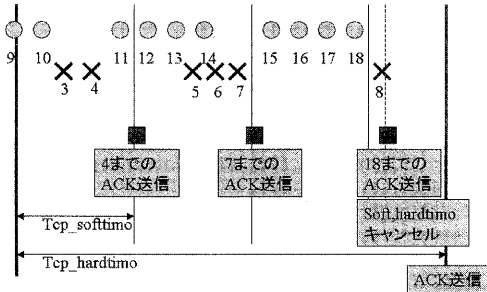 9 10 11 12 13 14 15 16 17 18
3 4 5 6 7 8
4までの
ACK送信
7までの
ACK送信
18までの
ACK送信
Soft,hardtimo
キャンセル
Tcp_softtimo
Tcp_hardtimo
ACK送信